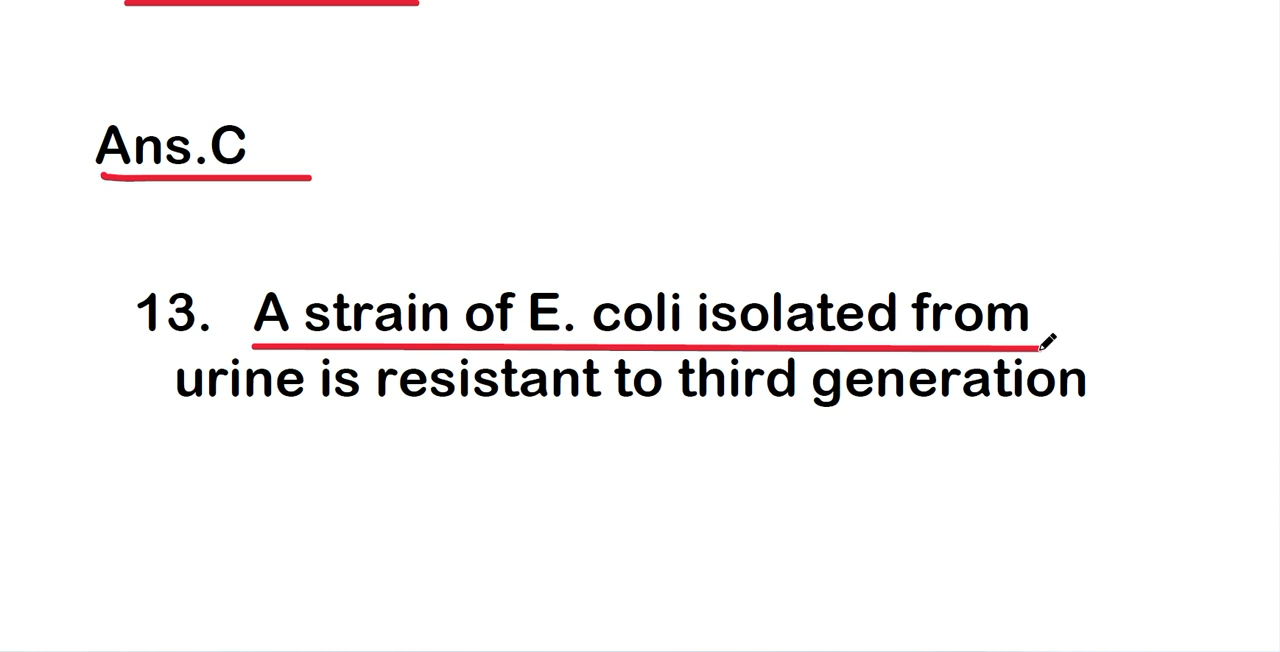 Ans.C
13. A strain of E. coli isolated from
urine is resistant to third generation